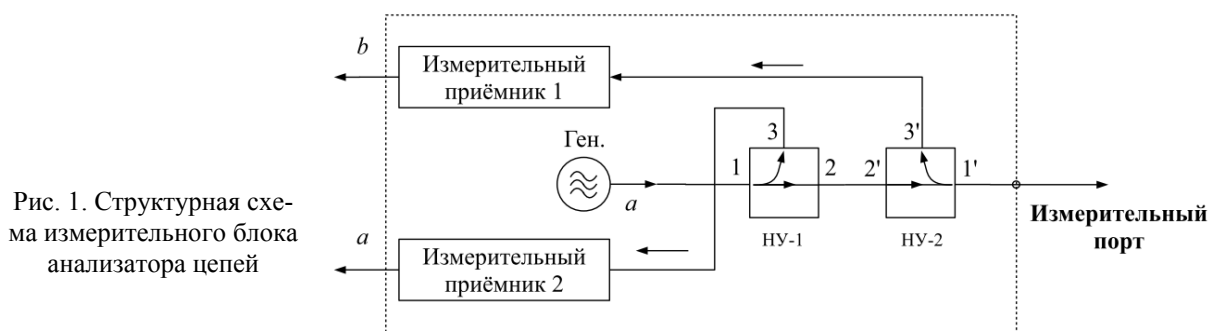 b
Измерительный
приёмник 1
Ген.
3
3'
1
2
2'
1'
a
НУ-1
НУ-2
Измерительный
порт
a
Измерительный
приёмник 2
Рис. 1. Структурная схе-
ма измерительного блока
анализатора цепей